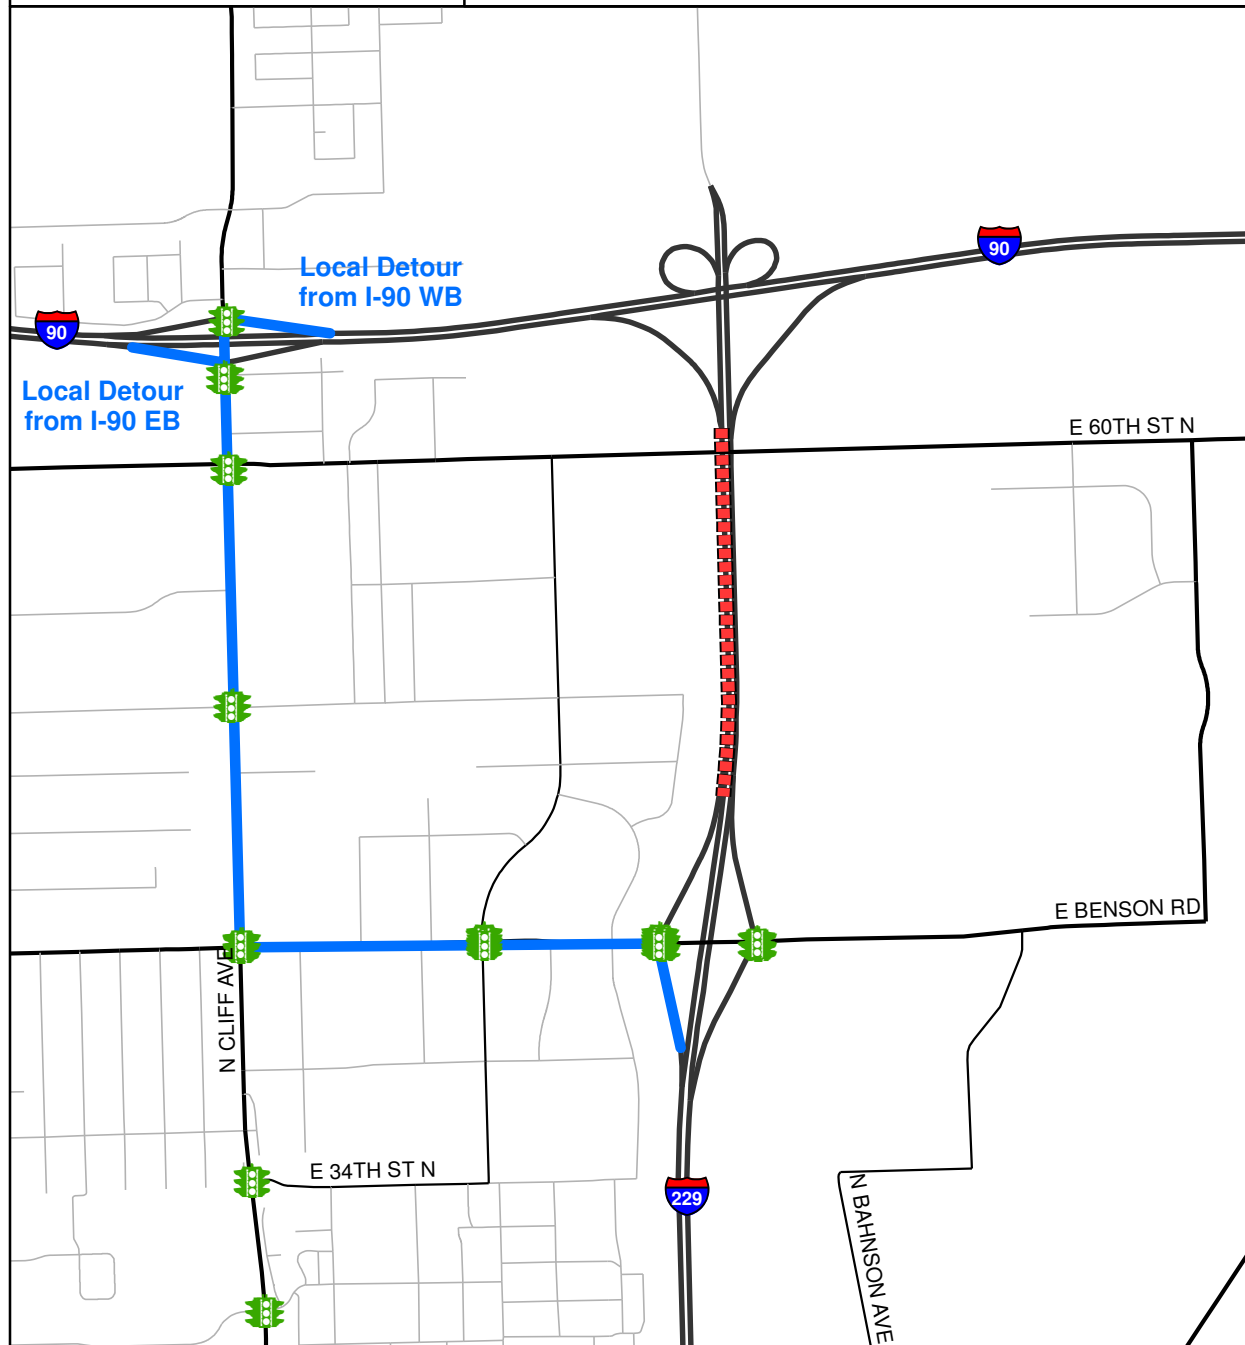 90
Local Detour
from I-90 WB
90
Local Detour
from I-90 EB
E 60TH ST N
E BENSON RD
N CLIFF AVE
E 34TH ST N
229
N BAHNSON AVE